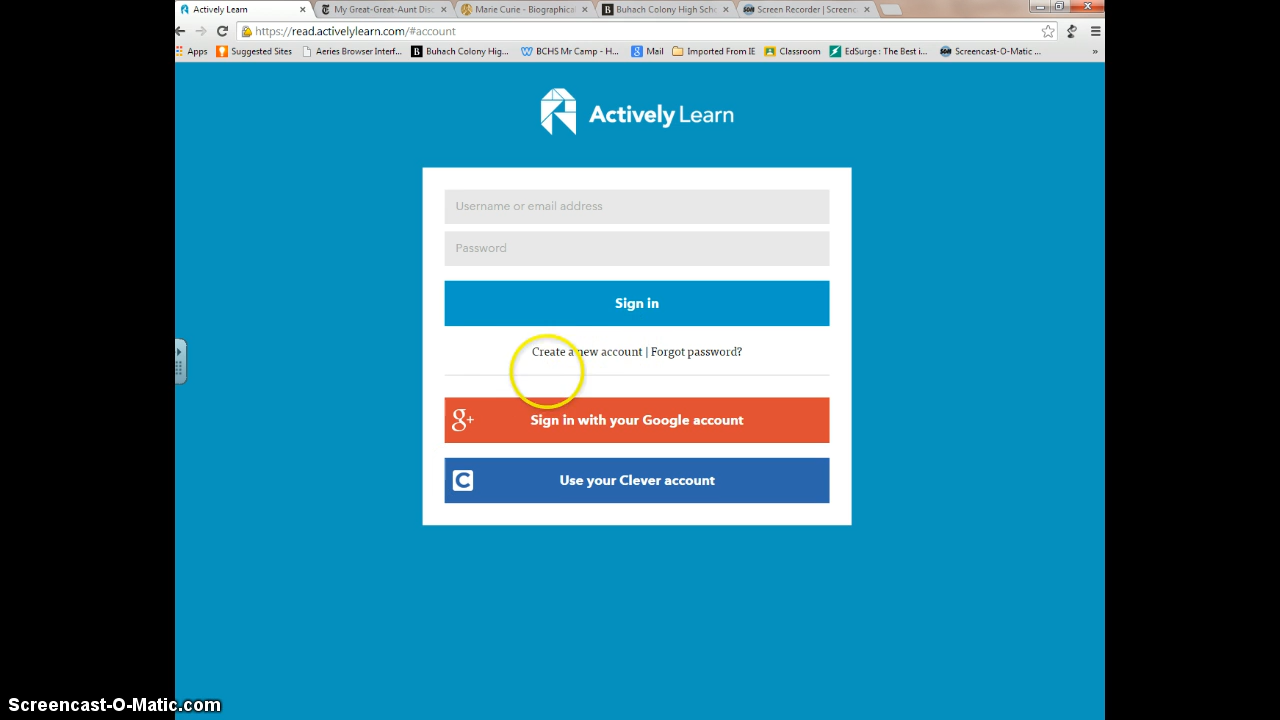 Actively Learn
My Great-Great-Aunt Disc
Marie Curie - Biographical
Buhach Colony High Scho
Screen Recorder | Screenc
https://read.activelylearn.com/#account
Apps
Suggested Sites
Aeries Browser Interf...
Buhach Colony Hig...
BCHS Mr Camp - H...
Mail
Imported From IE
Classroom
EdSurge : The Best i...
Screencast-O-Matic ...
»
Actively Learn
Username or email address
Password
Sign in
Create a new account | Forgot password?
g+ Sign in with your Google account
C Use your Clever account
Screencast-O-Matic.com